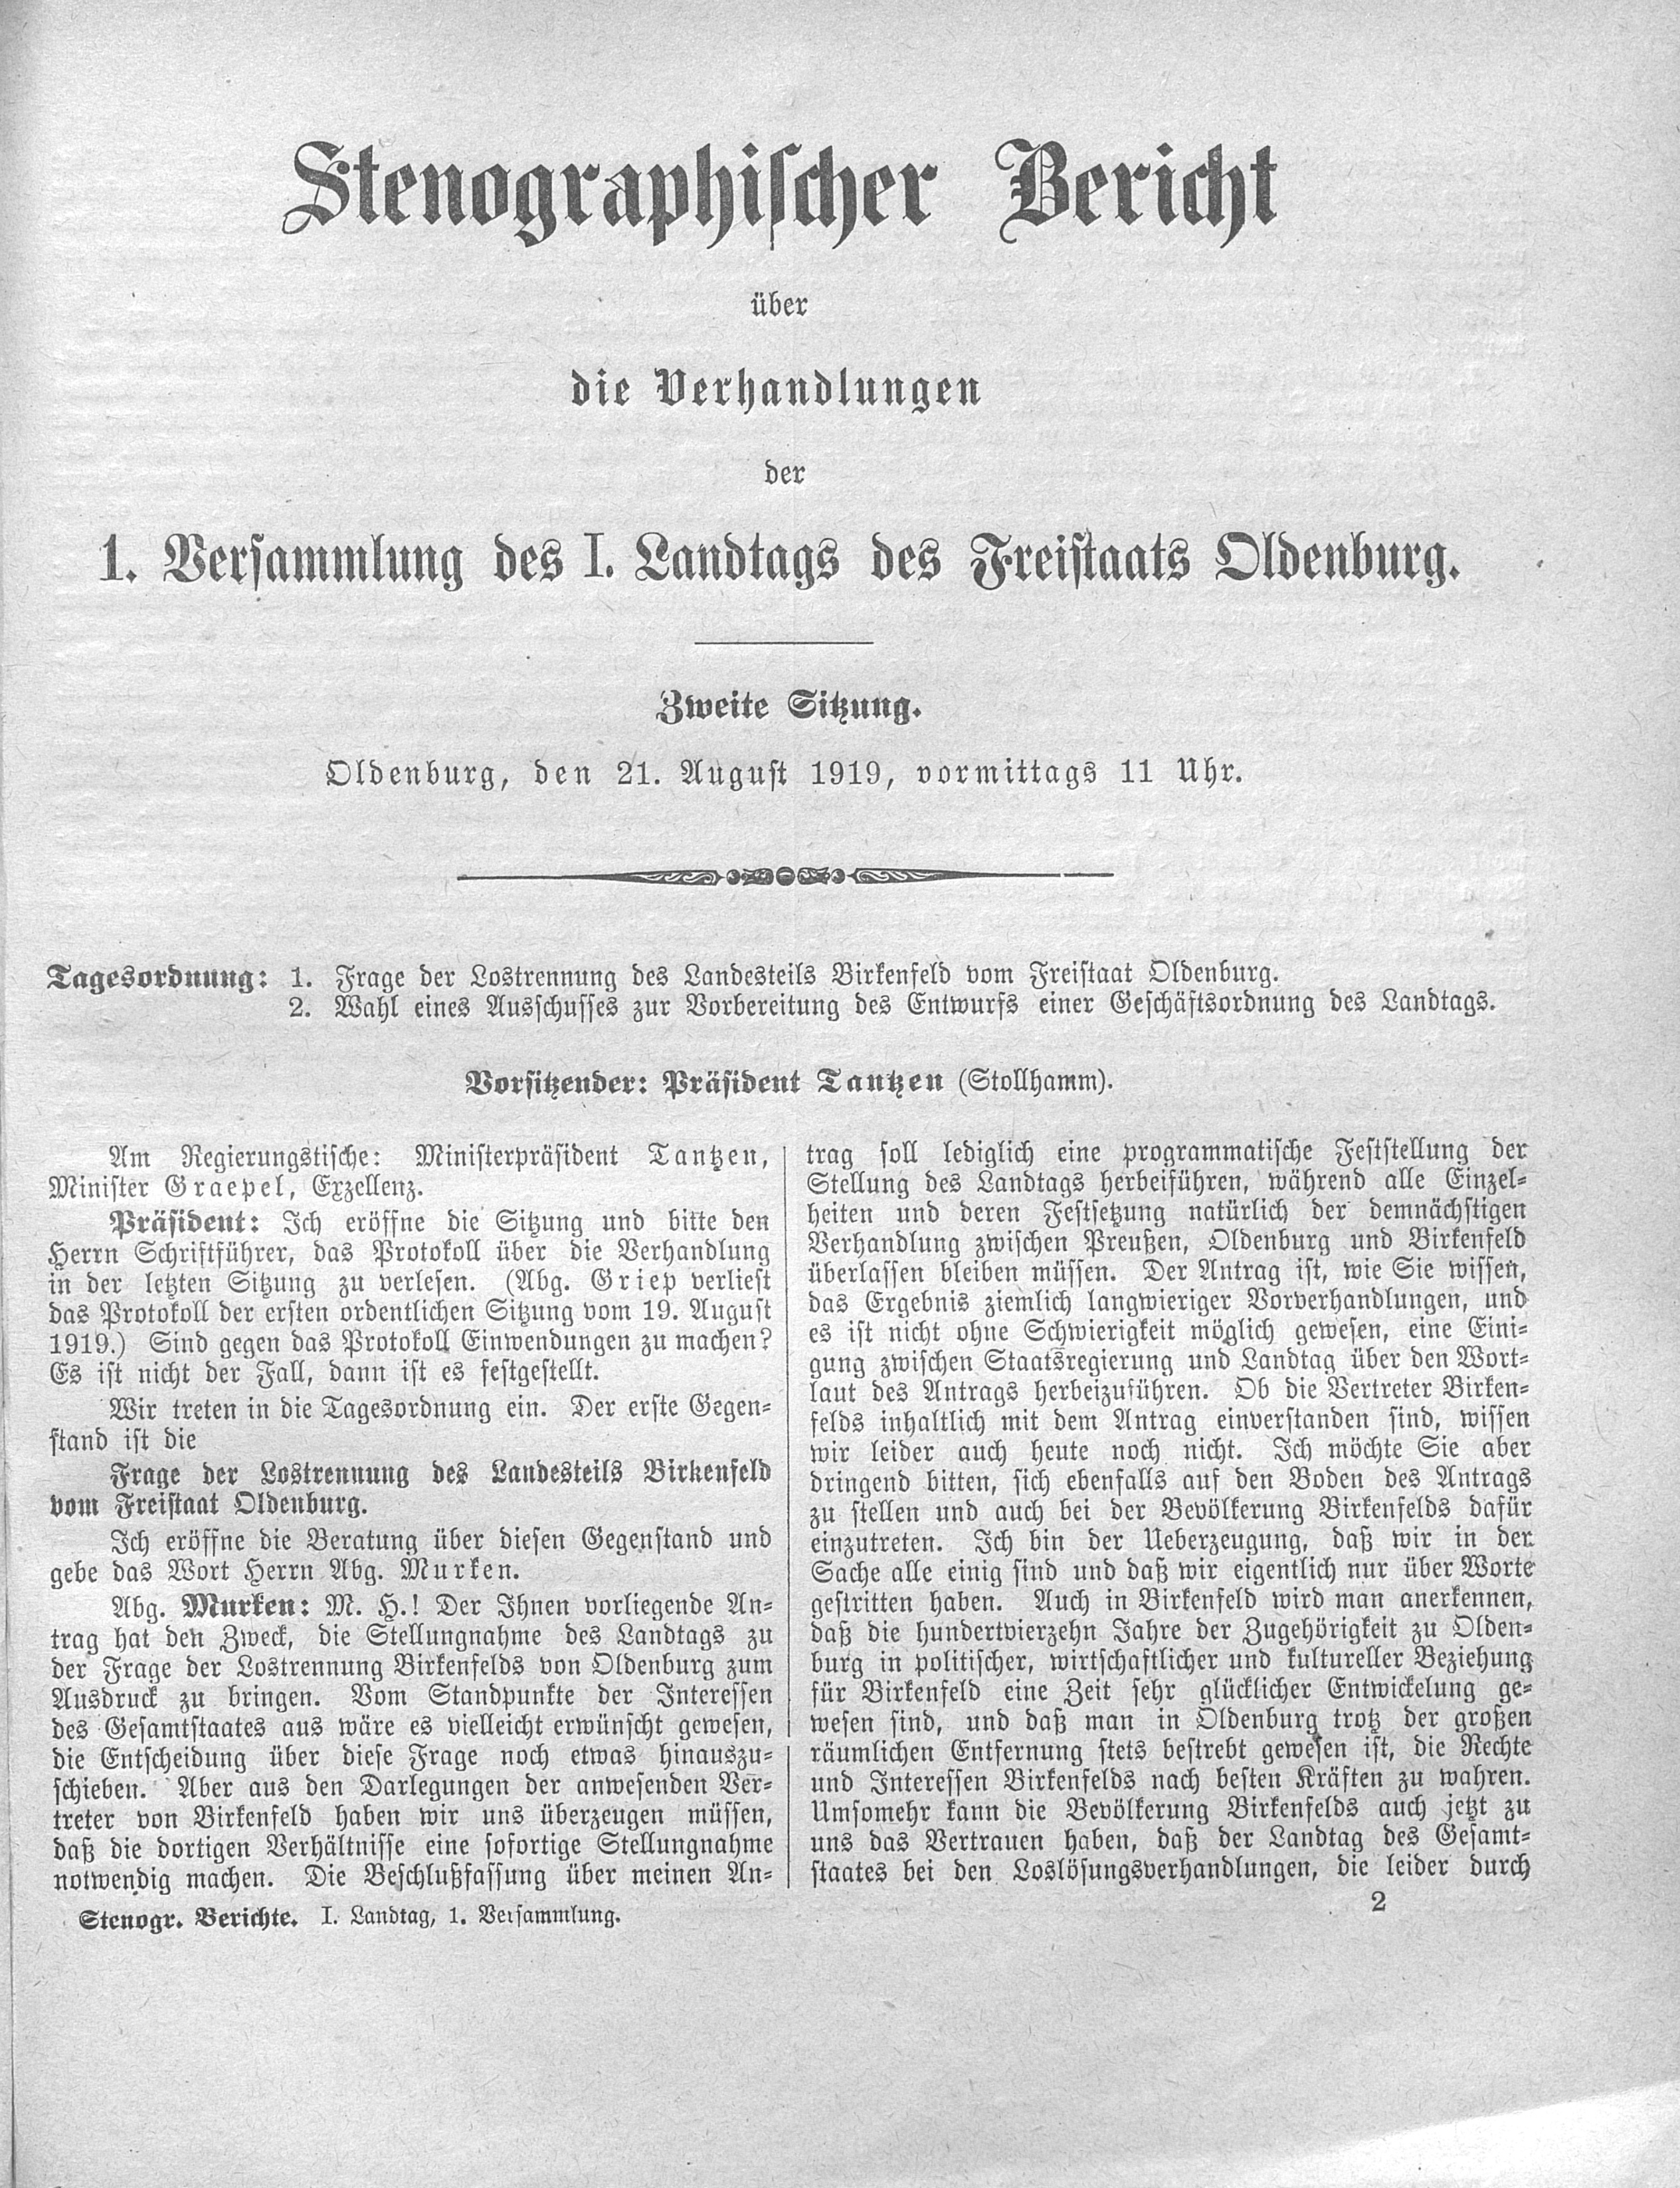 Stenographischer Bericht
über
die Verhandlungen
der
1. Versammlung des I. Landtags des Freistaats Oldenburg.
Zweite Sitzung.
Oldenburg, den 21. August 1919, vormittags 11 Uhr.
Tagesordnung: 1. Frage der Lostrennung des Landesteils Birkenfeld vom Freistaat Oldenburg.
2. Wahl eines Ausschusses zur Vorbereitung des Entwurfs einer Geschäftsordnung des Landtags.
Vorsitzender: Präsident Tantzen (Stollhamm).
Am Regierungstische: Ministerpräsident Tantzen,
Minister Graepel, Exzellenz.
Präsident: Ich eröffne die Sitzung und bitte den
Herrn Schriftführer, das Protokoll über die Verhandlung
in der letzten Sitzung zu verlesen. (Abg. Griep verliest
das Protokoll der ersten ordentlichen Sitzung vom 19. August
1919.) Sind gegen das Protokoll Einwendungen zu machen?
Es ist nicht der Fall, dann ist es festgestellt.
Wir treten in die Tagesordnung ein. Der erste Gegen-
stand ist die
Frage der Lostrennung des Landesteils Birkenfeld
vom Freistaat Oldenburg.
Ich eröffne die Beratung über diesen Gegenstand und
gebe das Wort Herrn Abg. Murken.
Abg. Murken: M. H.! Der Ihnen vorliegende An-
trag hat den Zweck, die Stellungnahme des Landtags zu
der Frage der Lostrennung Birkenfelds von Oldenburg zum
Ausdruck zu bringen. Vom Standpunkte der Interessen
des Gesamtstaates aus wäre es vielleicht erwünscht gewesen,
die Entscheidung über diese Frage noch etwas hinauszu-
schieben. Aber aus den Darlegungen der anwesenden Ver-
treter von Birkenfeld haben wir uns überzeugen müssen,
daß die dortigen Verhältnisse eine sofortige Stellungnahme
notwendig machen. Die Beschlußfassung über meinen An-
trag soll lediglich eine programmatische Feststellung der
Stellung des Landtags herbeiführen, während alle Einzel-
heiten und deren Festsetzung natürlich der demnächstigen
Verhandlung zwischen Preußen, Oldenburg und Birkenfeld
überlassen bleiben müssen. Der Antrag ist, wie Sie wissen,
das Ergebnis ziemlich langwieriger Vorverhandlungen, und
es ist nicht ohne Schwierigkeit möglich gewesen, eine Eini-
gung zwischen Staatsregierung und Landtag über den Wort-
laut des Antrags herbeizuführen. Ob die Vertreter Birken-
felds inhaltlich mit dem Antrag einverstanden sind, wissen
wir leider auch heute noch nicht. Ich möchte Sie aber
dringend bitten, sich ebenfalls auf den Boden des Antrags
zu stellen und auch bei der Bevölkerung Birkenfelds dafür
einzutreten. Ich bin der Ueberzeugung, daß wir in der
Sache alle einig sind und daß wir eigentlich nur über Worte
gestritten haben. Auch in Birkenfeld wird man anerkennen,
daß die hundertvierzehn Jahre der Zugehörigkeit zu Olden-
burg in politischer, wirtschaftlicher und kultureller Beziehung
für Birkenfeld eine Zeit sehr glücklicher Entwickelung ge-
wesen sind, und daß man in Oldenburg trotz der großen
räumlichen Entfernung stets bestrebt gewesen ist, die Rechte
und Interessen Birkenfelds nach besten Kräften zu wahren.
Umsomehr kann die Bevölkerung Birkenfelds auch jetzt zu
uns das Vertrauen haben, daß der Landtag des Gesamt-
staates bei den Loslösungsverhandlungen, die leider durch
Stenogr. Berichte. I. Landtag, 1. Versammlung.
2